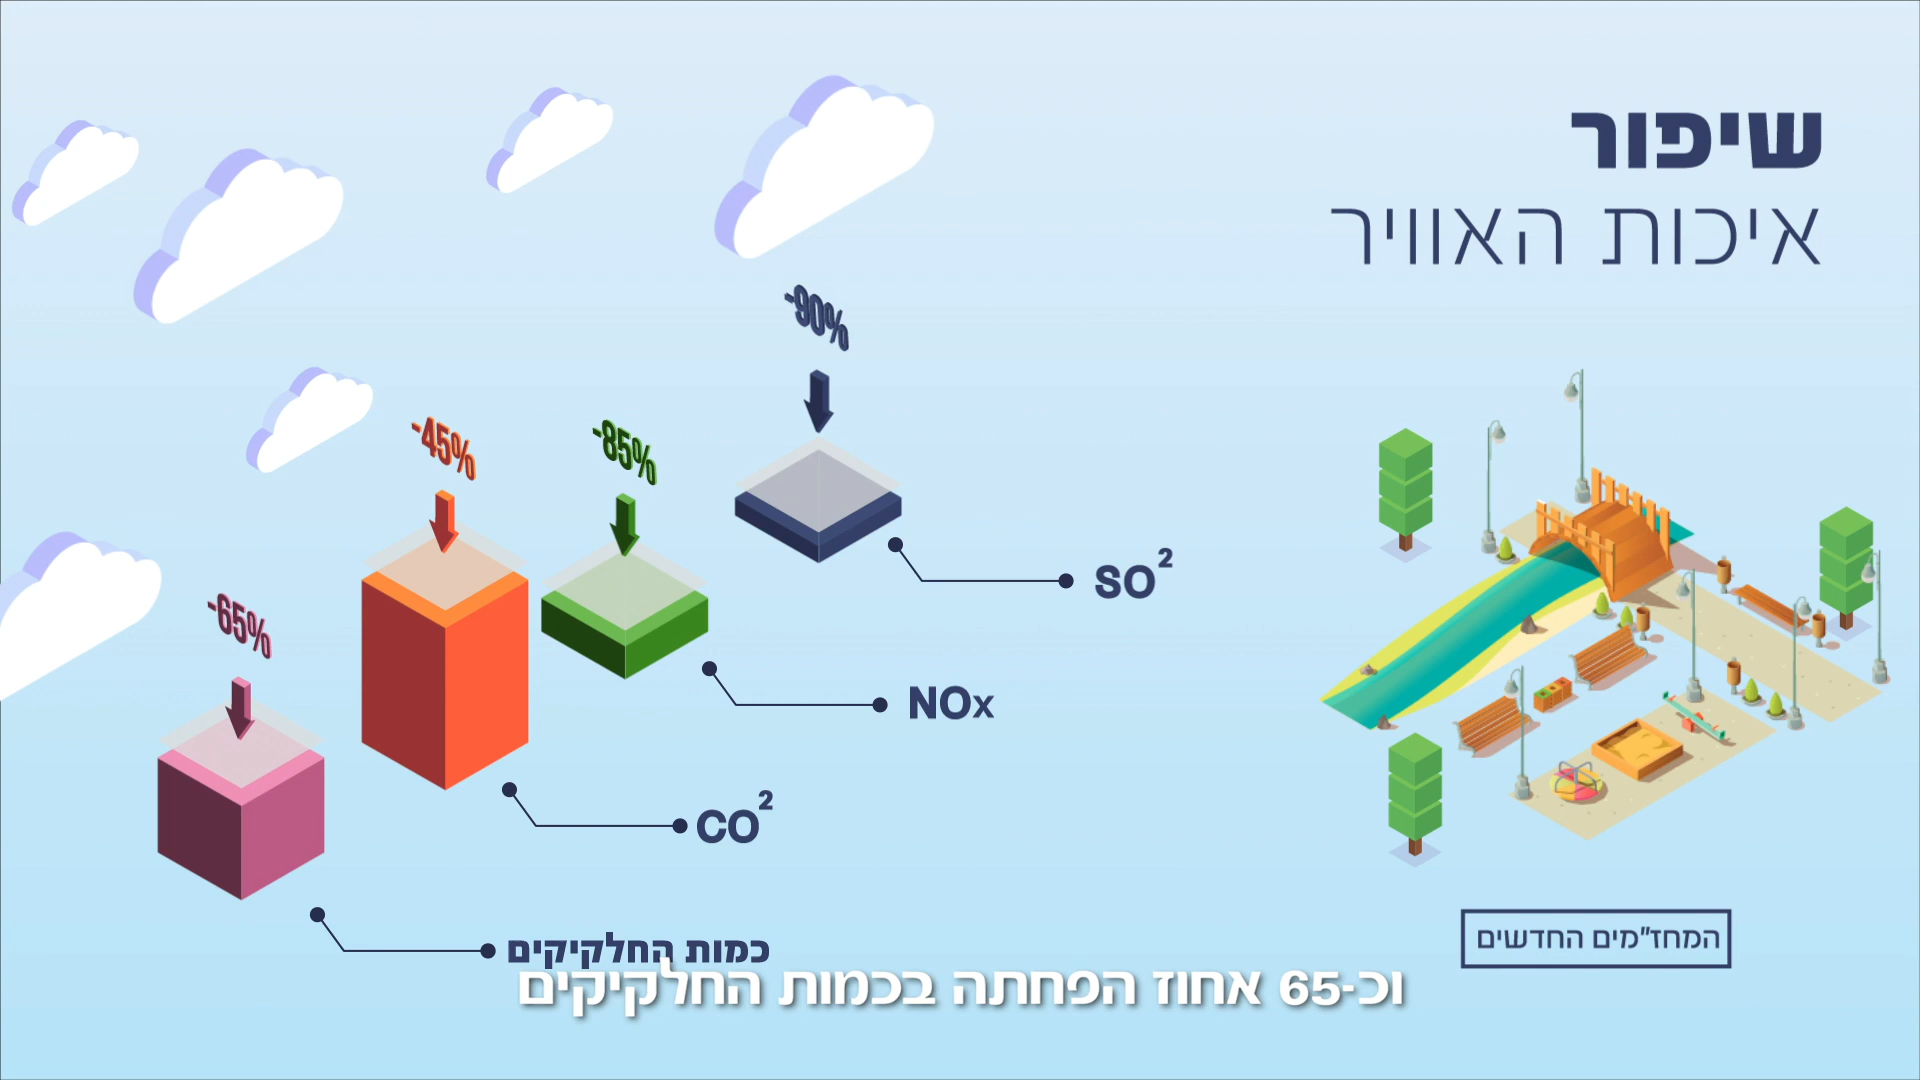 שיפור
איכות האוויר
-90%
-45%
-85%
-65%
SO²
NOx
CO²
כמות החלקיקים
המחז"מים החדשים
וכ-65 אחוז הפחתה בכמות החלקיקים